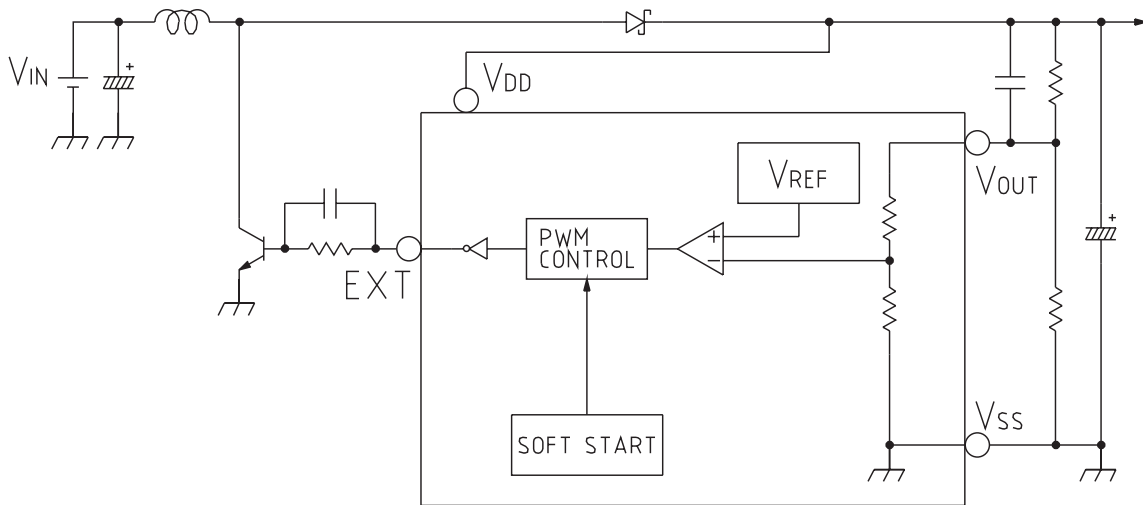 VIN
+
VDD
VREF
VOUT
+
PWM
CONTROL
+
−
EXT
VSS
SOFT START